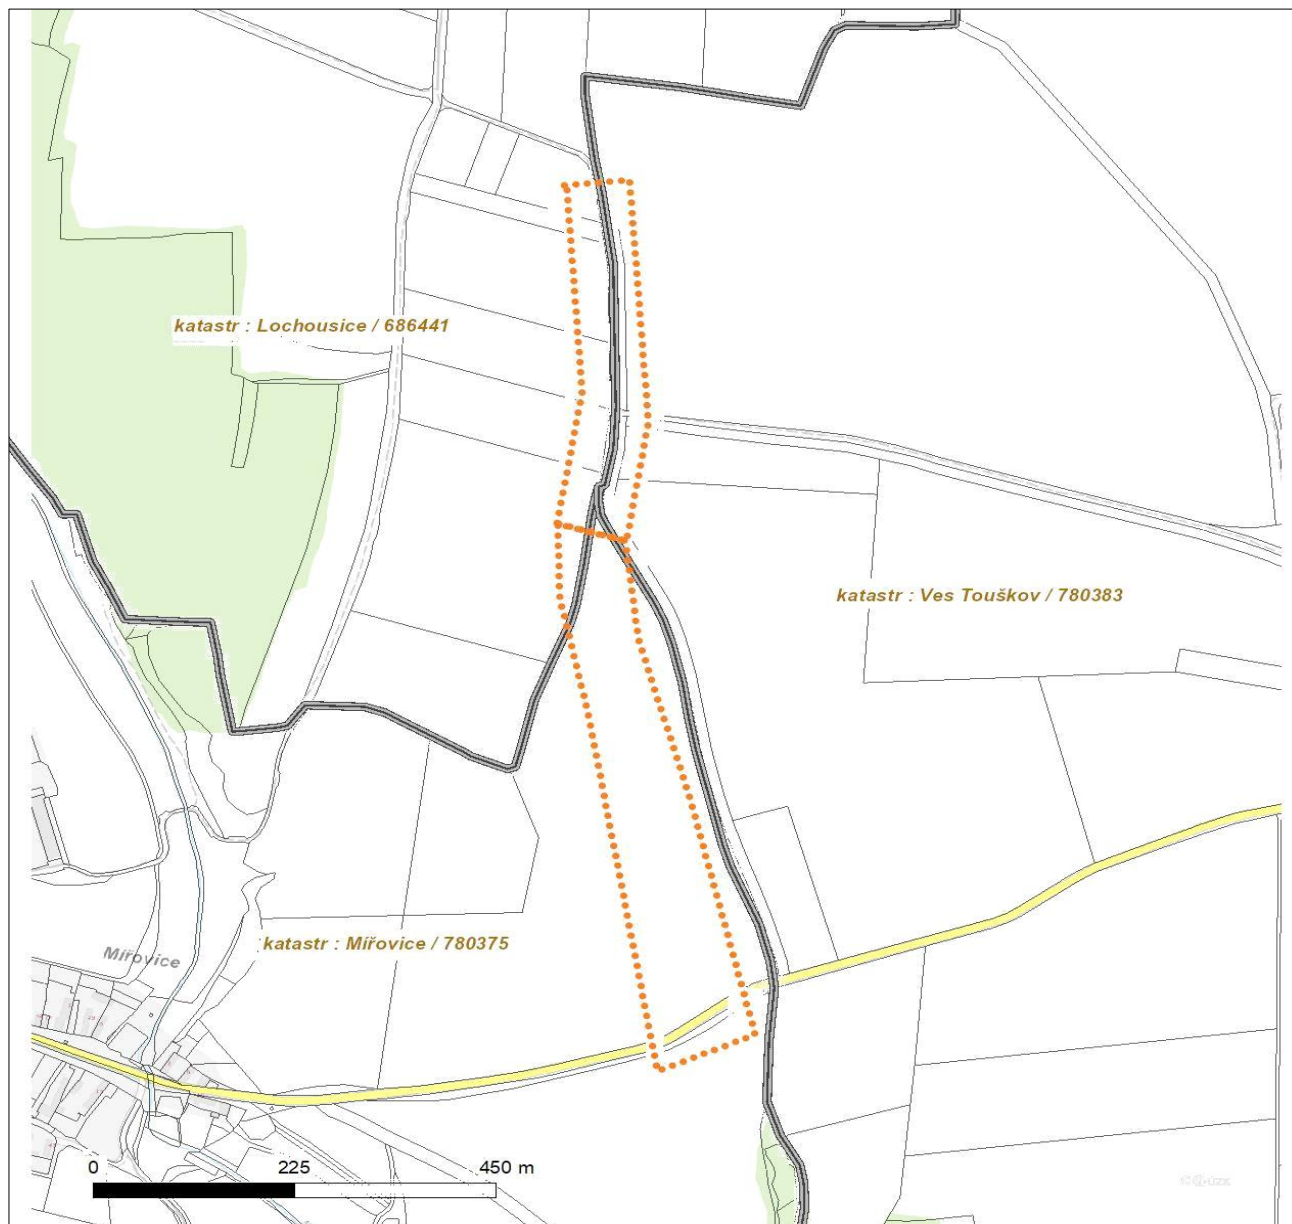 katastr : Lochousice / 686441
katastr : Ves Touškov / 780383
katastr : Mířovice / 780375
Mířovice
0 225 450 m